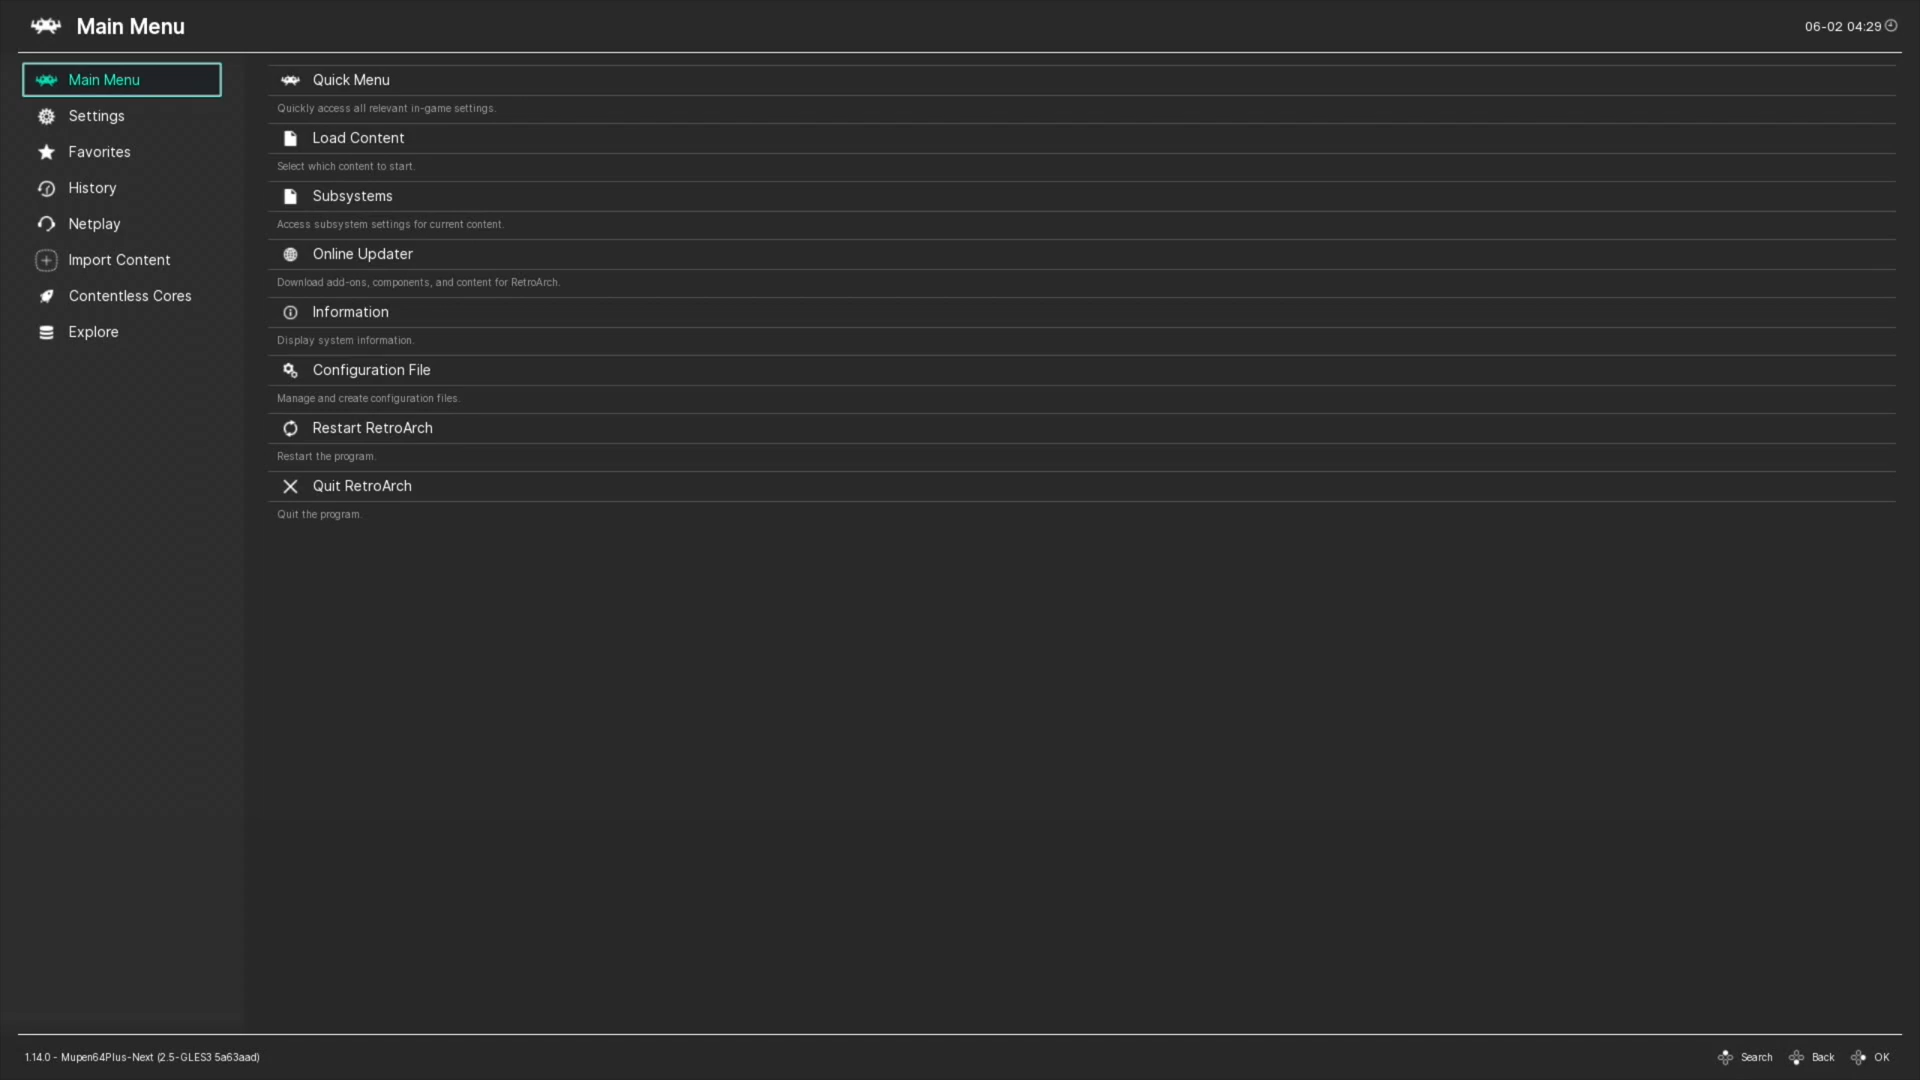 Main Menu
06-02 04:29
Main Menu
Settings
Favorites
History
Netplay
Import Content
Contentless Cores
Explore
Quick Menu
Quickly access all relevant in-game settings.
Load Content
Select which content to start.
Subsystems
Access subsystem settings for current content.
Online Updater
Download add-ons, components, and content for RetroArch.
Information
Display system information.
Configuration File
Manage and create configuration files.
Restart RetroArch
Restart the program.
Quit RetroArch
Quit the program.
1.14.0 - Mupen64Plus-Next (2.5-GLES3 5a63aad)
Search
Back
OK